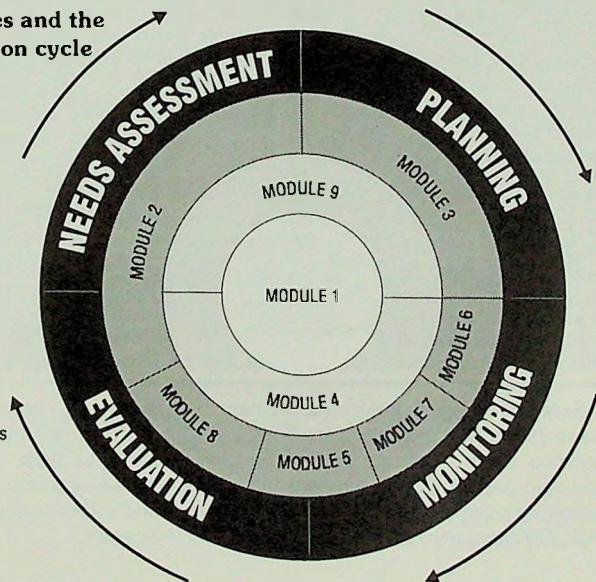 es and the
on cycle
NEEDS ASSESSMENT
PLANNING
MODULE 2
MODULE 3
MODULE 9
MODULE 1
MODULE 6
MODULE 4
MODULE 7
MODULE 8
MODULE 5
EVALUATION
MONITORING
s